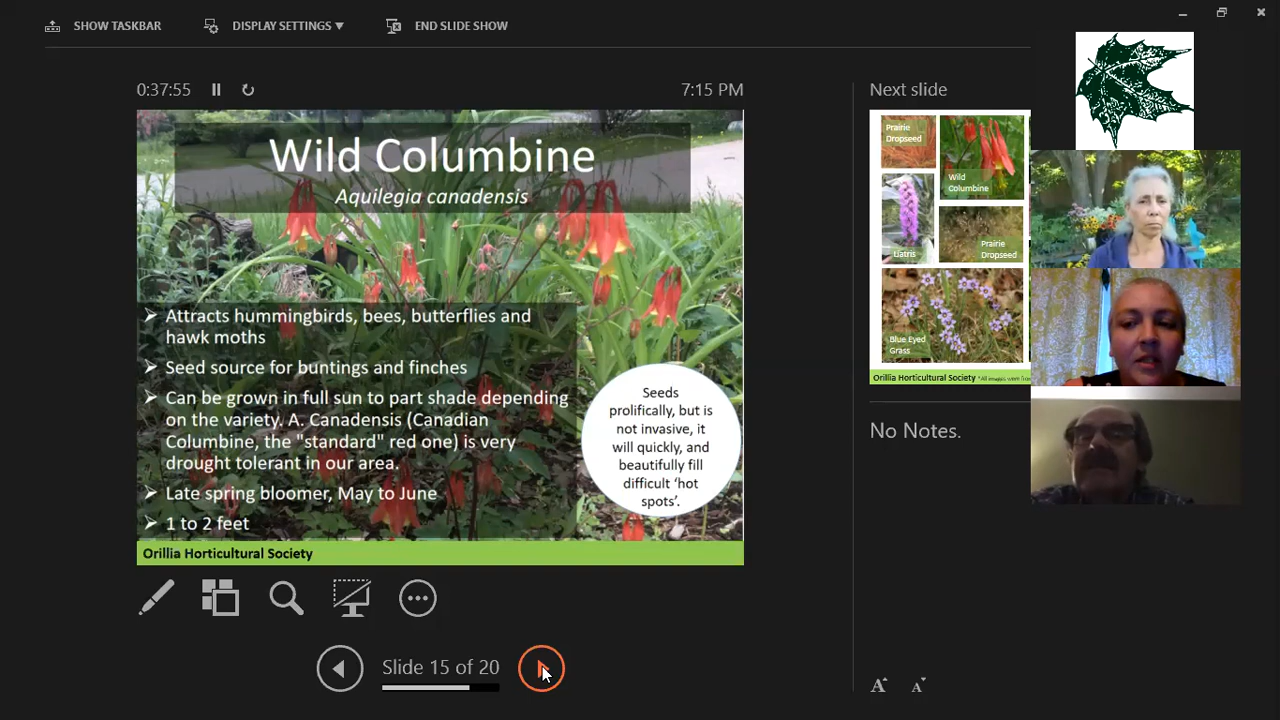 SHOW TASKBAR
DISPLAY SETTINGS
END SLIDE SHOW
0:37:55
7:15 PM
Next slide
Wild Columbine
Aquilegia canadensis
Attracts hummingbirds, bees, butterflies and
hawk moths
Seed source for buntings and finches
Can be grown in full sun to part shade depending
on the variety. A. Canadensis (Canadian
Columbine, the "standard" red one) is very
drought tolerant in our area.
Late spring bloomer, May to June
1 to 2 feet
Seeds
prolifically, but is
not invasive, it
will quickly, and
beautifully fill
difficult ‘hot
spots’.
Orillia Horticultural Society
Prairie
Dropseed
Wild
Columbine
Liatris
Prairie
Dropseed
Blue Eyed
Grass
Orillia Horticultural Society *All images were
No Notes.
Slide 15 of 20
A A